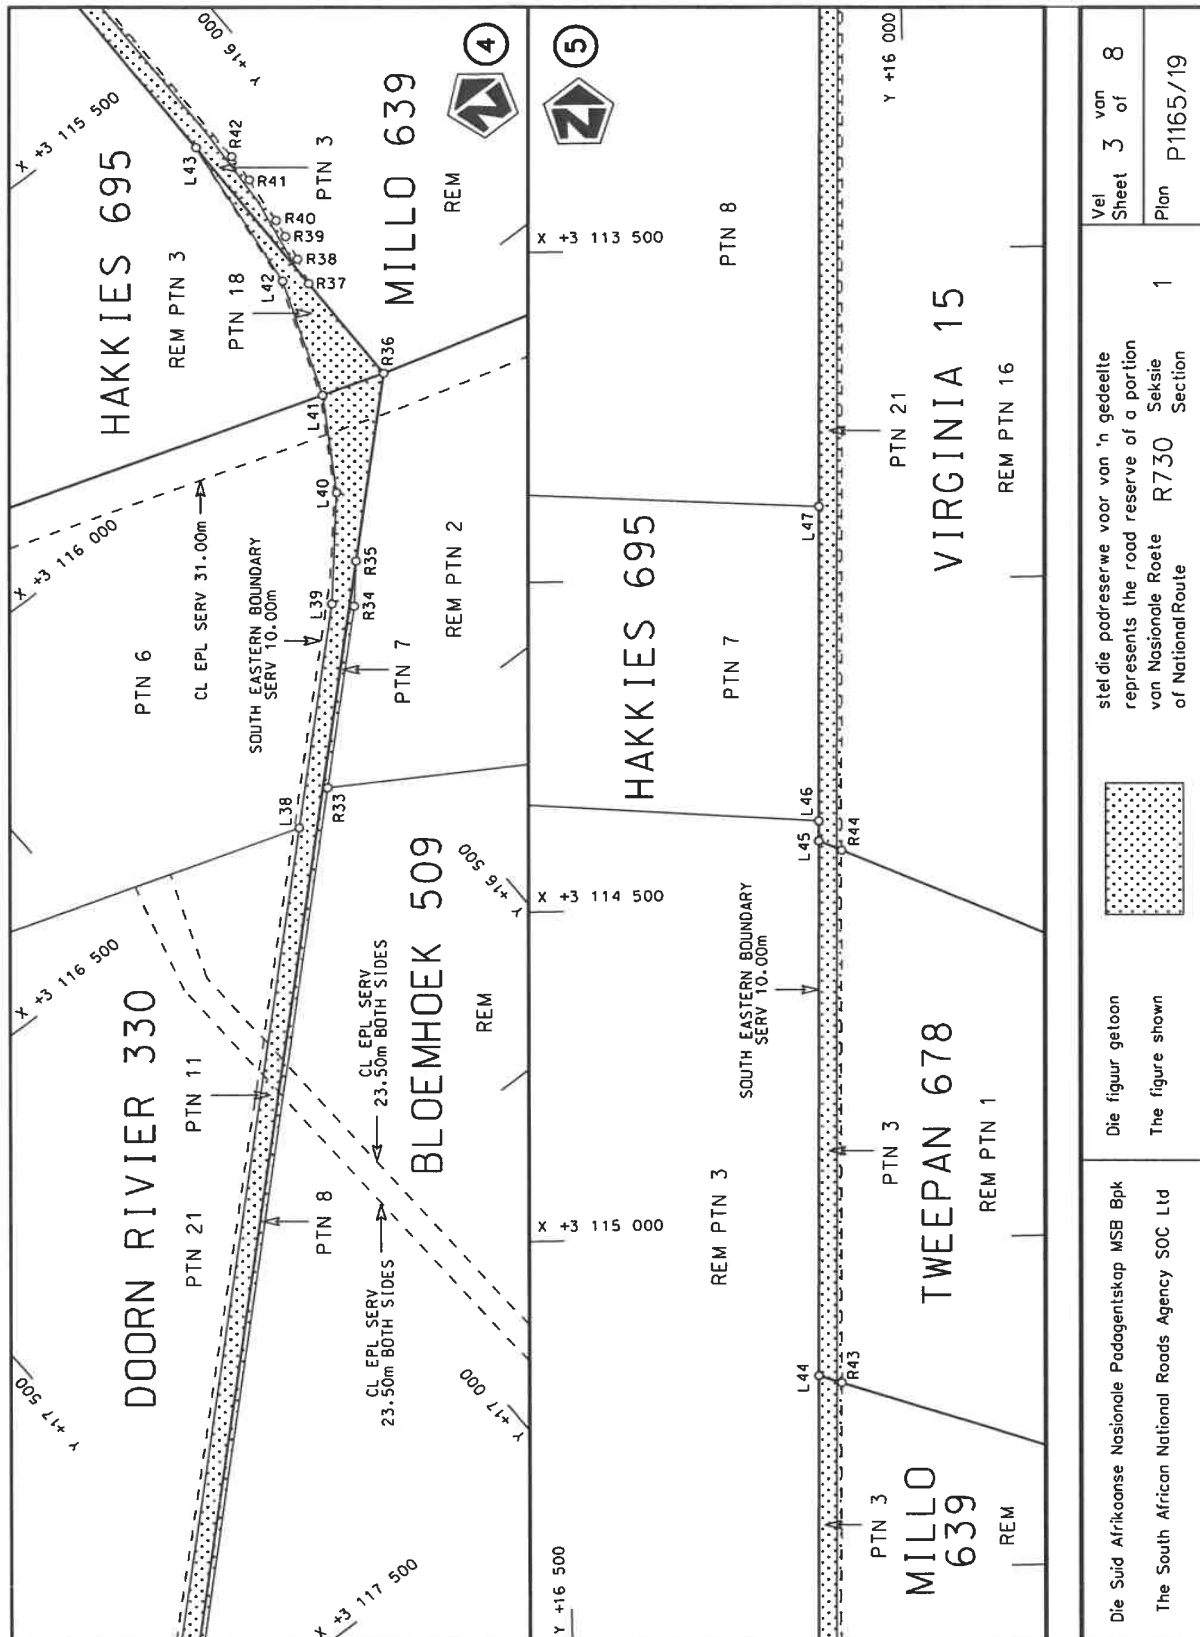 X +3 115 500
Y +16 000
4
HAKKIES 695
REM PTN 3
PTN 18
PTN 3
MILLO 639
REM
L43
R42
R41
R40
R39
R38
R37
L42
R36
L41
L40
L39
R35
R34
L38
R33
X +3 116 000
CL EPL SERV 31.00m
SOUTH EASTERN BOUNDARY
SERV 10.00m
PTN 6
PTN 7
REM PTN 2
X +3 116 500
DOORN RIVIER 330
PTN 11
PTN 21
PTN 8
BLOEMHOEK 509
REM
CL EPL SERV
23.50m BOTH SIDES
CL EPL SERV
23.50m BOTH SIDES
Y +16 500
Y +17 000
Y +17 500
X +3 117 500
5
Y +16 000
X +3 113 500
PTN 8
PTN 21
VIRGINIA 15
REM PTN 16
L47
HAKKIES 695
PTN 7
L46
L45
R44
X +3 114 500
SOUTH EASTERN BOUNDARY
SERV 10.00m
PTN 3
TWEEPAN 678
REM PTN 1
X +3 115 000
REM PTN 3
L44
R43
PTN 3
MILLO
639
REM
Y +16 500
Die Suid Afrikaanse Nasionale Padagentskap MSB Bpk
The South African National Roads Agency SOC Ltd
Die figuur getoon
The figure shown
stel die padreserwe voor van 'n gedeelte
represents the road reserve of a portion
van Nasionale Roete R730 Seksie 1
of National Route Section
Vel 3 van 8
Sheet of
Plan P1165/19